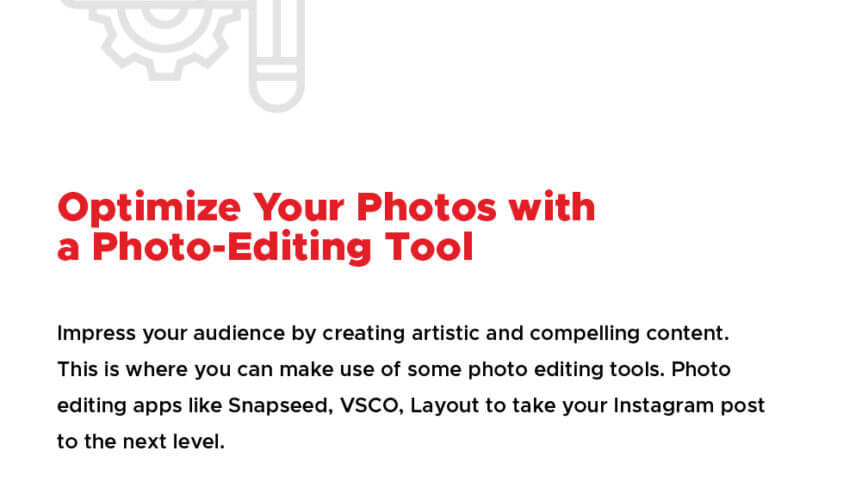 Optimize Your Photos with
a Photo-Editing Tool
Impress your audience by creating artistic and compelling content.
This is where you can make use of some photo editing tools. Photo
editing apps like Snapseed, VSCO, Layout to take your Instagram post
to the next level.